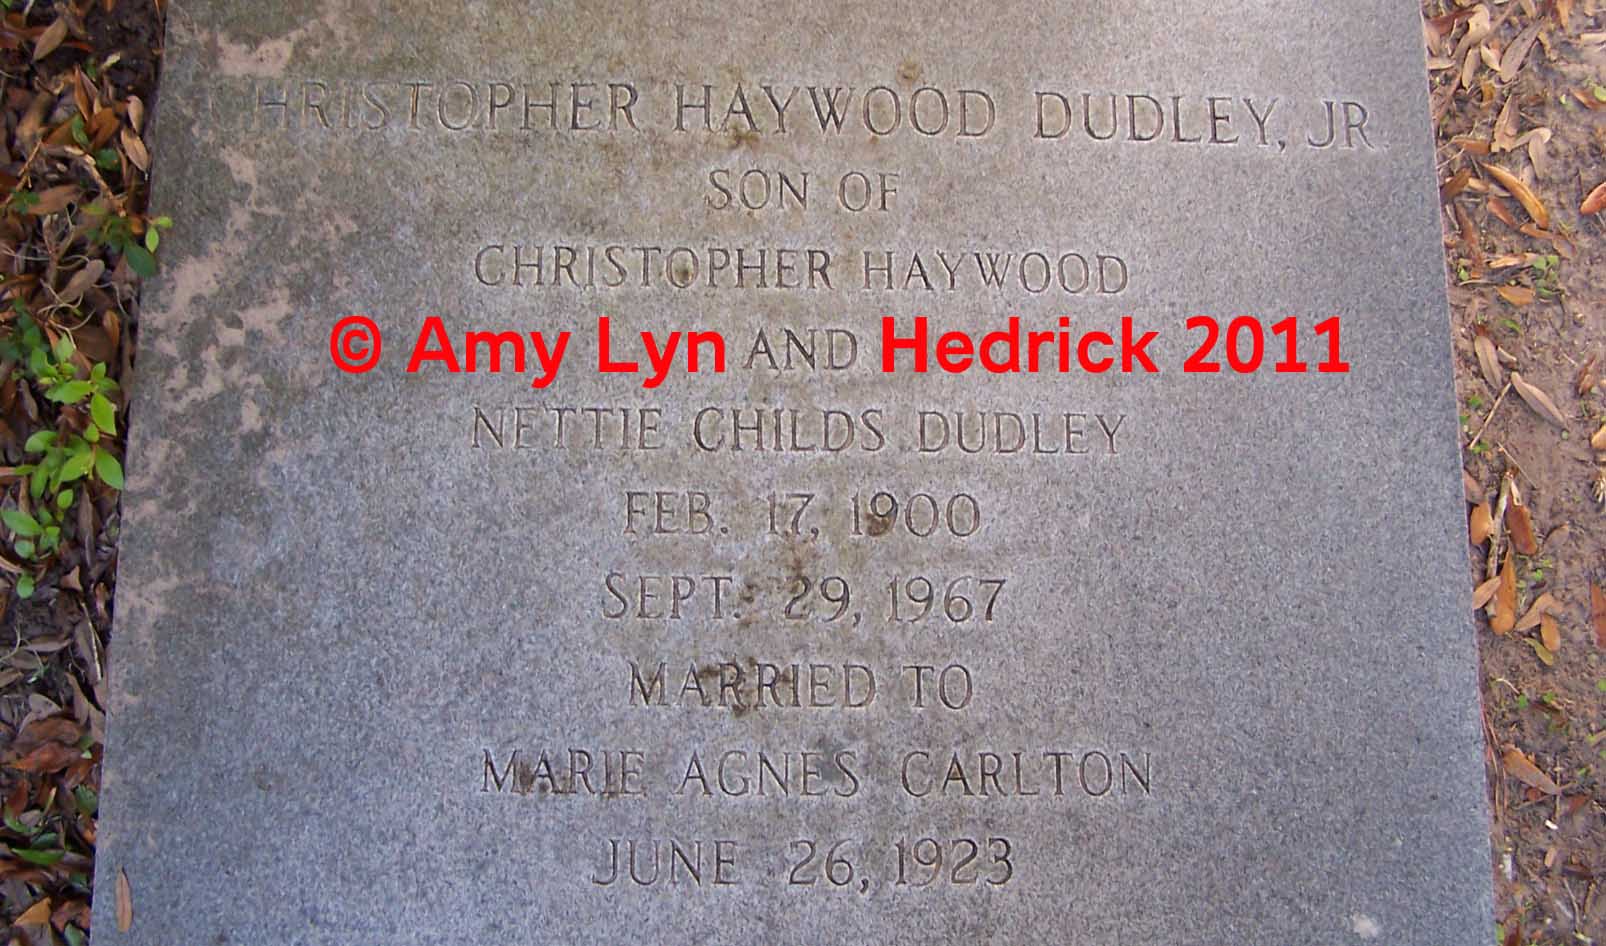 CHRISTOPHER HAYWOOD DUDLEY, JR.
SON OF
CHRISTOPHER HAYWOOD
© Amy Lyn Hedrick 2011
AND
NETTIE CHILDS DUDLEY
FEB. 17, 1900
SEPT. 29, 1967
MARRIED TO
MARIE AGNES CARLTON
JUNE 26, 1923